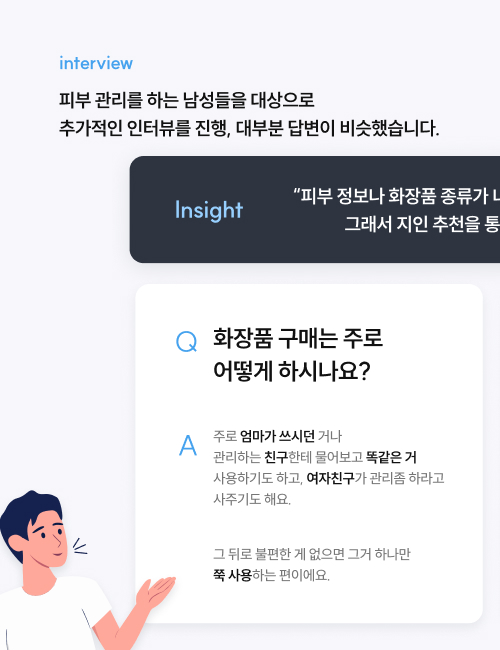 interview
피부 관리를 하는 남성들을 대상으로
추가적인 인터뷰를 진행, 대부분 답변이 비슷했습니다.
Insight
“피부 정보나 화장품 종류가
그래서 지인 추천을
Q
화장품 구매는 주로
어떻게 하시나요?
A
주로 엄마가 쓰시던 거나
관리하는 친구한테 물어보고 똑같은 거
사용하기도 하고, 여자친구가 관리좀 하라고
사주기도 해요.
그 뒤로 불편한 게 없으면 그거 하나만
쭉 사용하는 편이에요.